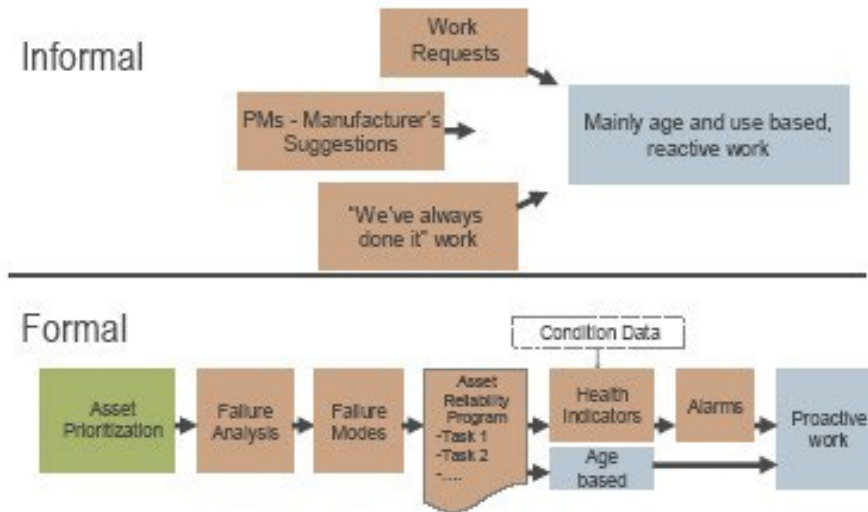 Informal
Work
Requests
PMs - Manufacturer's
Suggestions
Mainly age and use based,
reactive work
"We've always
done it" work
Formal
Condition Data
Asset
Prioritization
Failure
Analysis
Failure
Modes
Asset
Reliability
Program
-Task 1
-Task 2
-....
Health
Indicators
Alarms
Age
based
Proactive
work